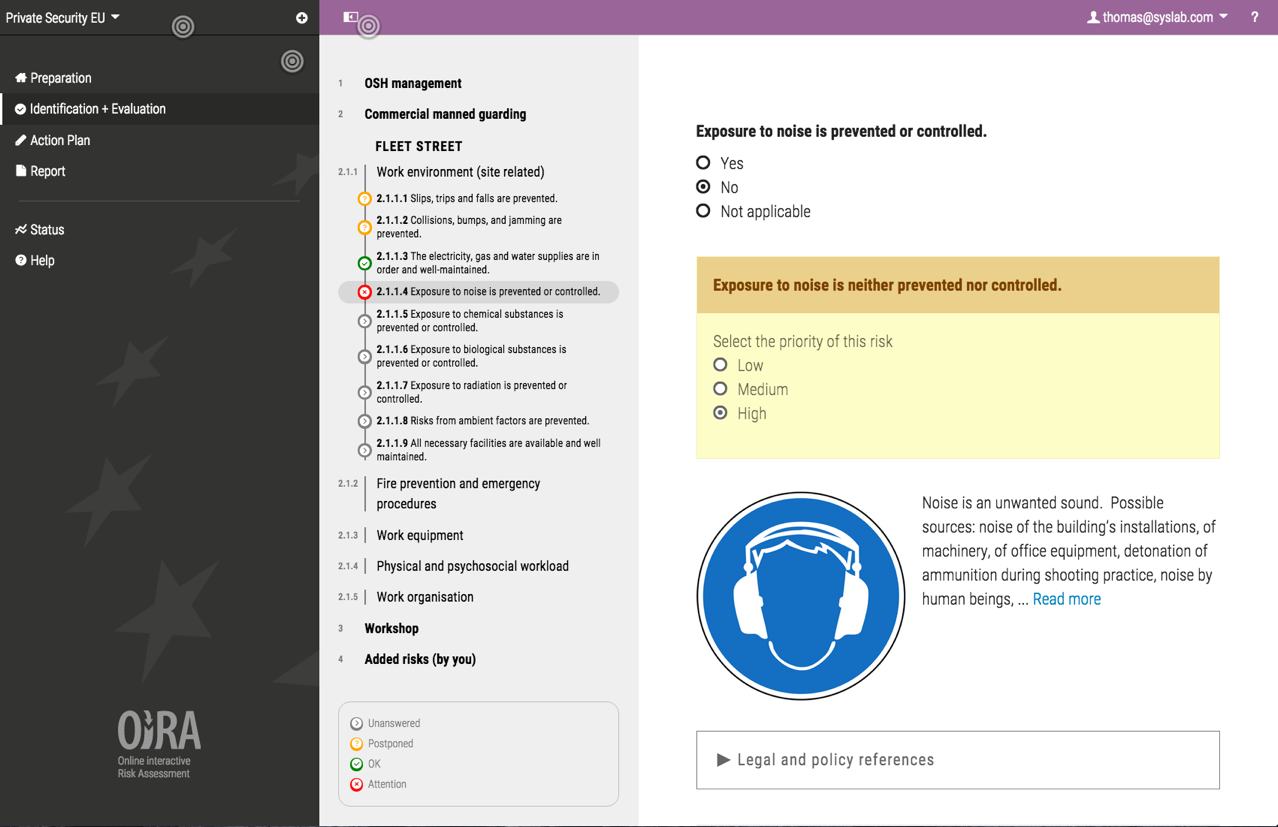 Private Security EU
thomas@syslab.com
?
Preparation
Identification + Evaluation
Action Plan
Report
Status
Help
OiRA
Online interactive
Risk Assessment
1 OSH management
2 Commercial manned guarding
FLEET STREET
2.1.1 Work environment (site related)
2.1.1.1 Slips, trips and falls are prevented.
2.1.1.2 Collisions, bumps, and jamming are
prevented.
2.1.1.3 The electricity, gas and water supplies are in
order and well-maintained.
2.1.1.4 Exposure to noise is prevented or controlled.
2.1.1.5 Exposure to chemical substances is
prevented or controlled.
2.1.1.6 Exposure to biological substances is
prevented or controlled.
2.1.1.7 Exposure to radiation is prevented or
controlled.
2.1.1.8 Risks from ambient factors are prevented.
2.1.1.9 All necessary facilities are available and well
maintained.
2.1.2 Fire prevention and emergency
procedures
2.1.3 Work equipment
2.1.4 Physical and psychosocial workload
2.1.5 Work organisation
3 Workshop
4 Added risks (by you)
Unanswered
Postponed
OK
Attention
Exposure to noise is prevented or controlled.
Yes
No
Not applicable
Exposure to noise is neither prevented nor controlled.
Select the priority of this risk
Low
Medium
High
Noise is an unwanted sound. Possible
sources: noise of the building's installations, of
machinery, of office equipment, detonation of
ammunition during shooting practice, noise by
human beings, ... Read more
Legal and policy references